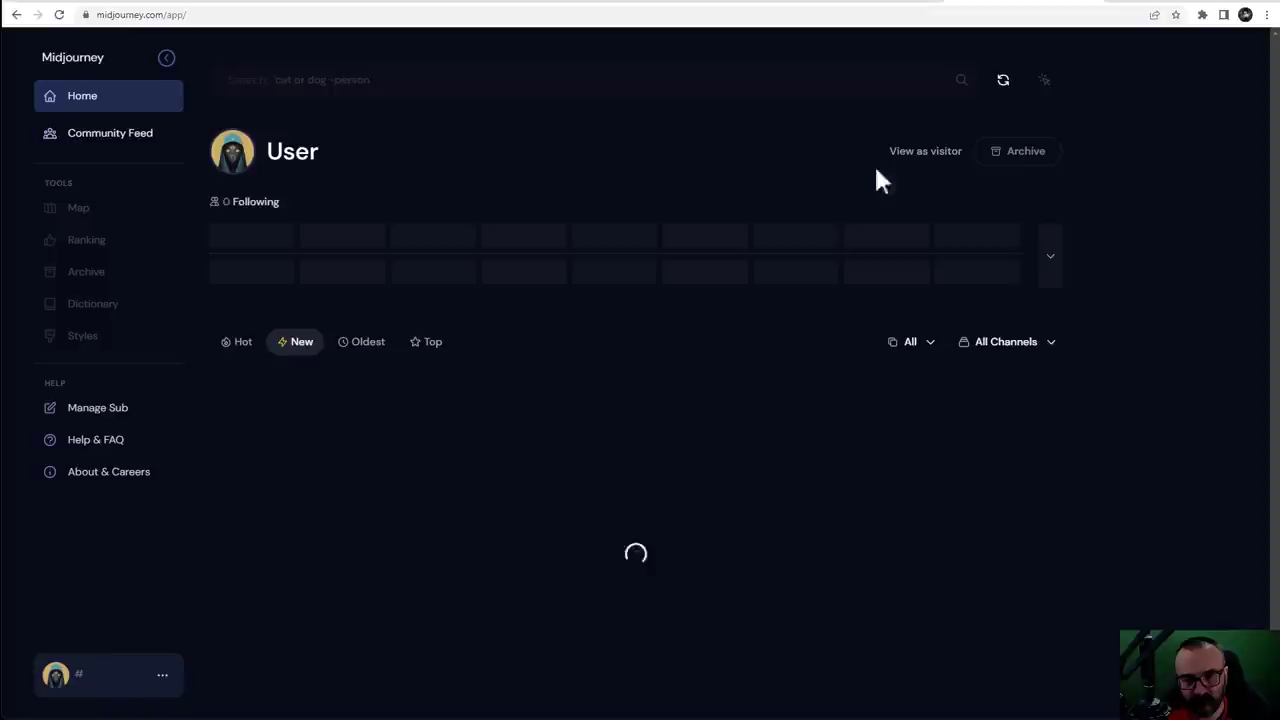 midjourney.com/app/
Midjourney
Home
Community Feed
TOOLS
Map
Ranking
Archive
Dictionary
Styles
HELP
Manage Sub
Help & FAQ
About & Careers
#
Search: 'cat or dog -person
User
View as visitor
Archive
0 Following
Hot
New
Oldest
Top
All
All Channels